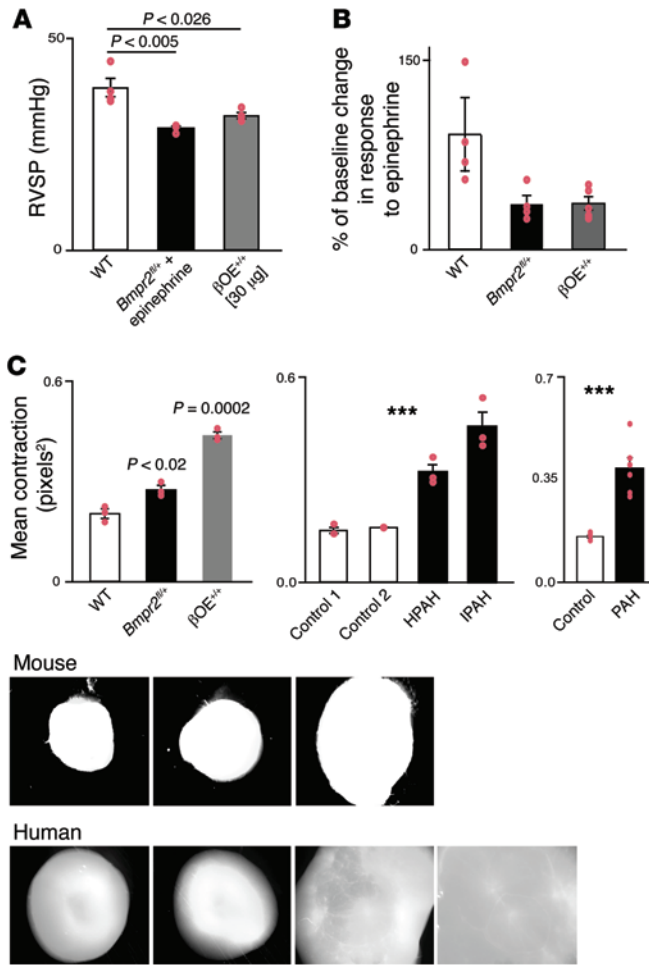 A
P < 0.026
P < 0.005
50
RVSP (mmHg)
0
WT
Bmpr2fl/+ +
epinephrine
βOE+/+
[30 µg]
B
150
% of baseline change
in response
to epinephrine
0
WT
Bmpr2fl/+
βOE+/+
C
0.6
P = 0.0002
P < 0.02
Mean contraction
(pixels²)
0
WT
Bmpr2fl/+
βOE+/+
0.6
***
0.0
Control 1
Control 2
HPAH
IPAH
0.7
***
0.35
0.0
Control
PAH
Mouse
Human